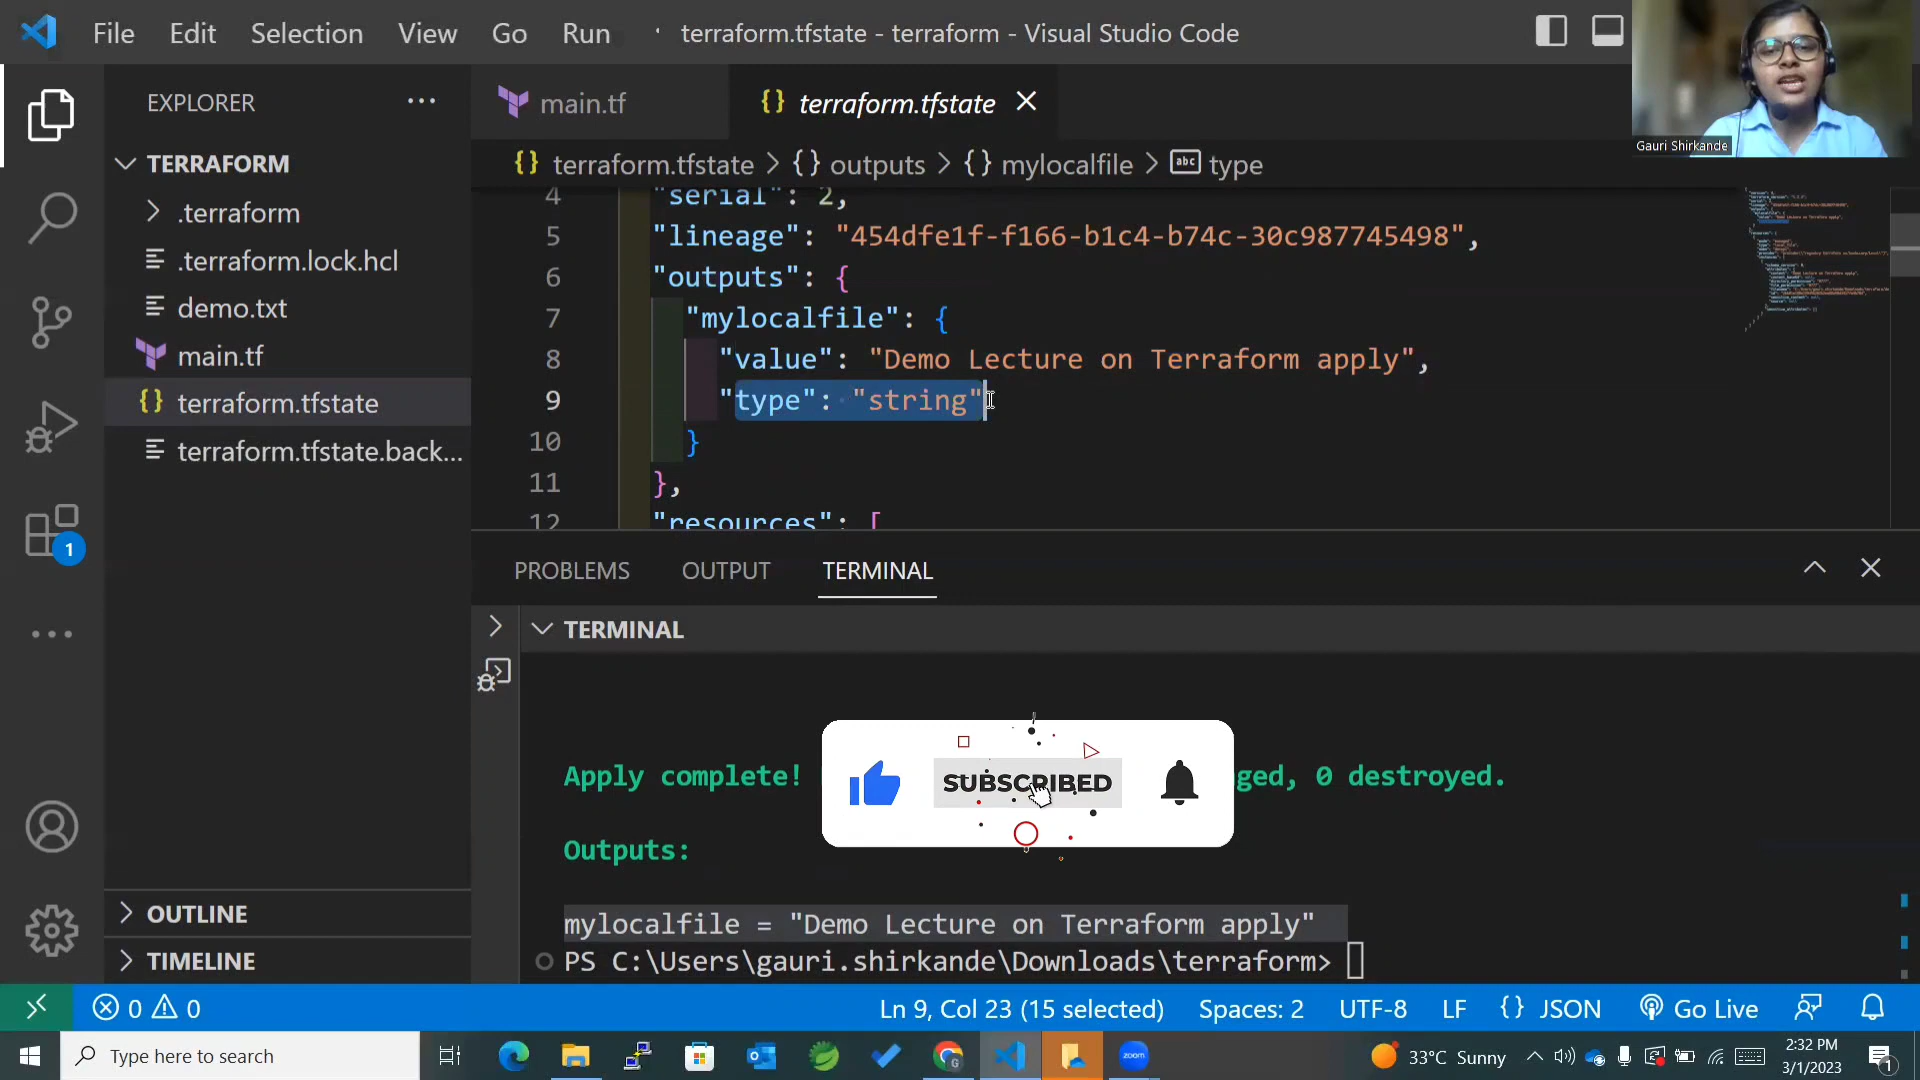 File Edit Selection View Go Run terraform.tfstate - terraform - Visual Studio Code
Gauri Shirkande
EXPLORER
TERRAFORM
.terraform
.terraform.lock.hcl
demo.txt
main.tf
terraform.tfstate
terraform.tfstate.back...
OUTLINE
TIMELINE
main.tf
terraform.tfstate
terraform.tfstate > {} outputs > {} mylocalfile > abc type
4 "serial": 2,
5 "lineage": "454dfe1f-f166-b1c4-b74c-30c987745498",
6 "outputs": {
7 "mylocalfile": {
8 "value": "Demo Lecture on Terraform apply",
9 "type": "string"
10 }
11 },
12 "resources": [
PROBLEMS OUTPUT TERMINAL
TERMINAL
Apply complete! ged, 0 destroyed.
SUBSCRIBED
Outputs:
mylocalfile = "Demo Lecture on Terraform apply"
PS C:\Users\gauri.shirkande\Downloads\terraform>
1
0 0 Ln 9, Col 23 (15 selected) Spaces: 2 UTF-8 LF {} JSON Go Live
Type here to search
zoom
33°C Sunny
2:32 PM
3/1/2023
1